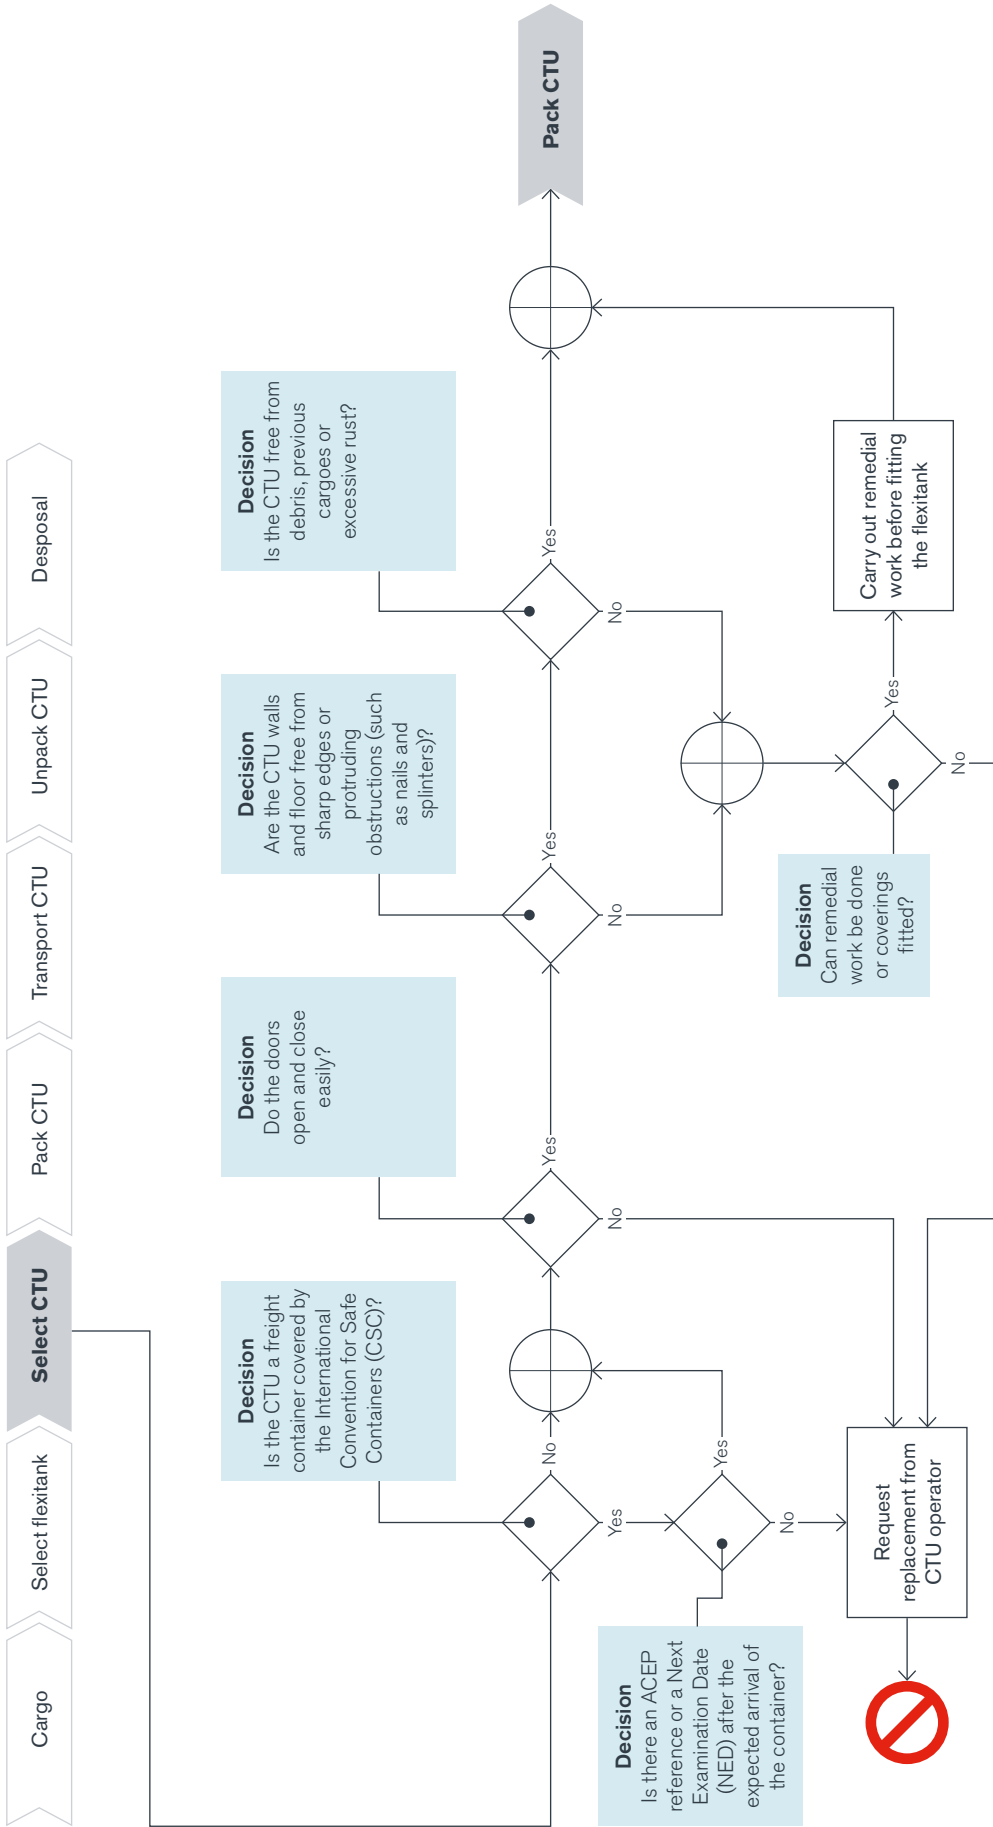 Cargo
Select flexitank
Select CTU
Pack CTU
Transport CTU
Unpack CTU
Desposal
Decision
Is the CTU a freight
container covered by
the International
Convention for Safe
Containers (CSC)?
Decision
Do the doors
open and close
easily?
Decision
Are the CTU walls
and floor free from
sharp edges or
protruding
obstructions (such
as nails and
splinters)?
Decision
Is the CTU free from
debris, previous
cargoes or
excessive rust?
No
Yes
Yes
No
Yes
No
Yes
No
Pack CTU
Decision
Is there an ACEP
reference or a Next
Examination Date
(NED) after the
expected arrival of
the container?
Yes
No
Request
replacement from
CTU operator
Decision
Can remedial
work be done
or coverings
fitted?
Yes
No
Carry out remedial
work before fitting
the flexitank